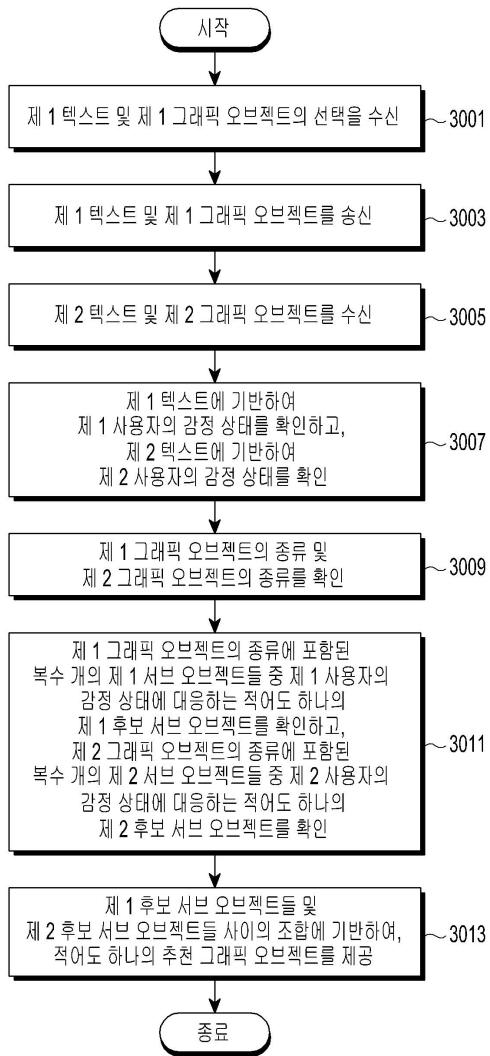 시작
제 1 텍스트 및 제 1 그래픽 오브젝트의 선택을 수신
3001
제 1 텍스트 및 제 1 그래픽 오브젝트를 송신
3003
제 2 텍스트 및 제 2 그래픽 오브젝트를 수신
3005
제 1 텍스트에 기반하여
제 1 사용자의 감정 상태를 확인하고,
제 2 텍스트에 기반하여
제 2 사용자의 감정 상태를 확인
3007
제 1 그래픽 오브젝트의 종류 및
제 2 그래픽 오브젝트의 종류를 확인
3009
제 1 그래픽 오브젝트의 종류에 포함된
복수 개의 제 1 서브 오브젝트들 중 제 1 사용자의
감정 상태에 대응하는 적어도 하나의
제 1 후보 서브 오브젝트를 확인하고,
제 2 그래픽 오브젝트의 종류에 포함된
복수 개의 제 2 서브 오브젝트들 중 제 2 사용자의
감정 상태에 대응하는 적어도 하나의
제 2 후보 서브 오브젝트를 확인
3011
제 1 후보 서브 오브젝트들 및
제 2 후보 서브 오브젝트들 사이의 조합에 기반하여,
적어도 하나의 추천 그래픽 오브젝트를 제공
3013
종료